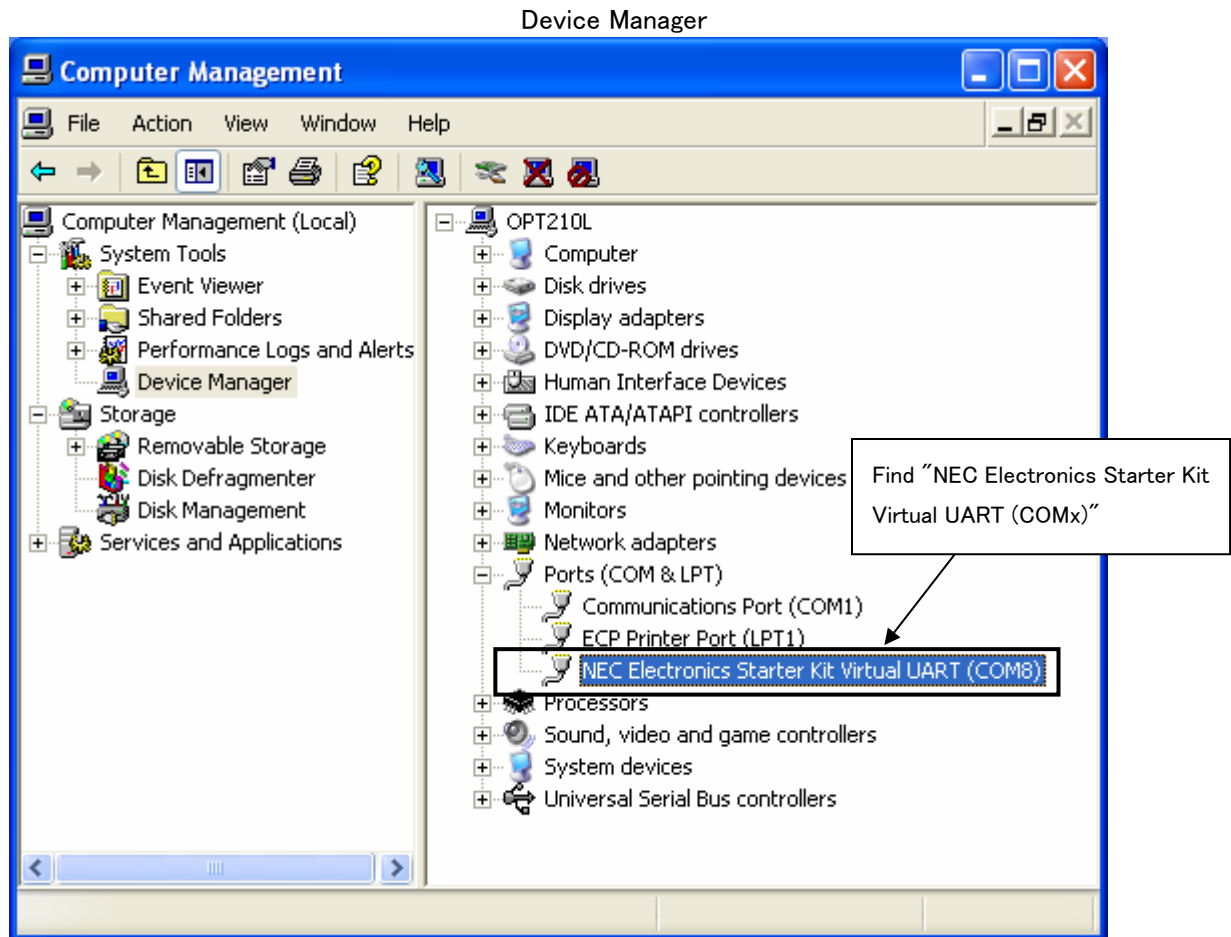 Device Manager
Computer Management
File Action View Window Help
Computer Management (Local)
System Tools
Event Viewer
Shared Folders
Performance Logs and Alerts
Device Manager
Storage
Removable Storage
Disk Defragmenter
Disk Management
Services and Applications
OPT210L
Computer
Disk drives
Display adapters
DVD/CD-ROM drives
Human Interface Devices
IDE ATA/ATAPI controllers
Keyboards
Mice and other pointing devices
Monitors
Network adapters
Ports (COM & LPT)
Communications Port (COM1)
ECP Printer Port (LPT1)
NEC Electronics Starter Kit Virtual UART (COM8)
Processors
Sound, video and game controllers
System devices
Universal Serial Bus controllers
Find "NEC Electronics Starter Kit
Virtual UART (COMx)"